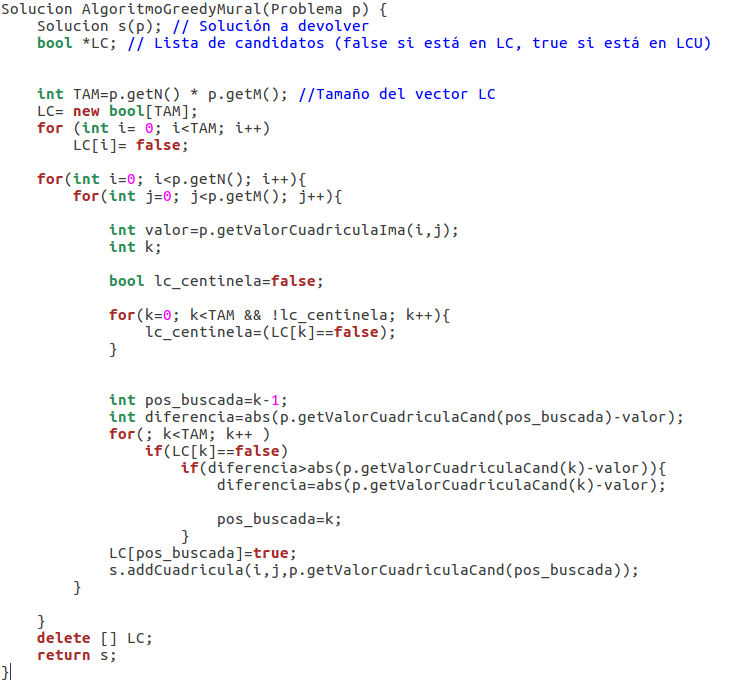 Solucion AlgoritmoGreedyMural(Problema p) {
    Solucion s(p); // Solución a devolver
    bool *LC; // Lista de candidatos (false si está en LC, true si está en LCU)
    int TAM=p.getN() * p.getM(); //Tamaño del vector LC
    LC= new bool[TAM];
    for (int i= 0; i<TAM; i++)
        LC[i]= false;
    for(int i=0; i<p.getN(); i++){
        for(int j=0; j<p.getM(); j++){
            int valor=p.getValorCuadriculaIma(i,j);
            int k;
            bool lc_centinela=false;
            for(k=0; k<TAM && !lc_centinela; k++){
                lc_centinela=(LC[k]==false);
            }
            int pos_buscada=k-1;
            int diferencia=abs(p.getValorCuadriculaCand(pos_buscada)-valor);
            for(; k<TAM; k++ )
                if(LC[k]==false)
                    if(diferencia>abs(p.getValorCuadriculaCand(k)-valor)){
                        diferencia=abs(p.getValorCuadriculaCand(k)-valor);
                        pos_buscada=k;
                    }
            LC[pos_buscada]=true;
            s.addCuadricula(i,j,p.getValorCuadriculaCand(pos_buscada));
        }
    }
    delete [] LC;
    return s;
}